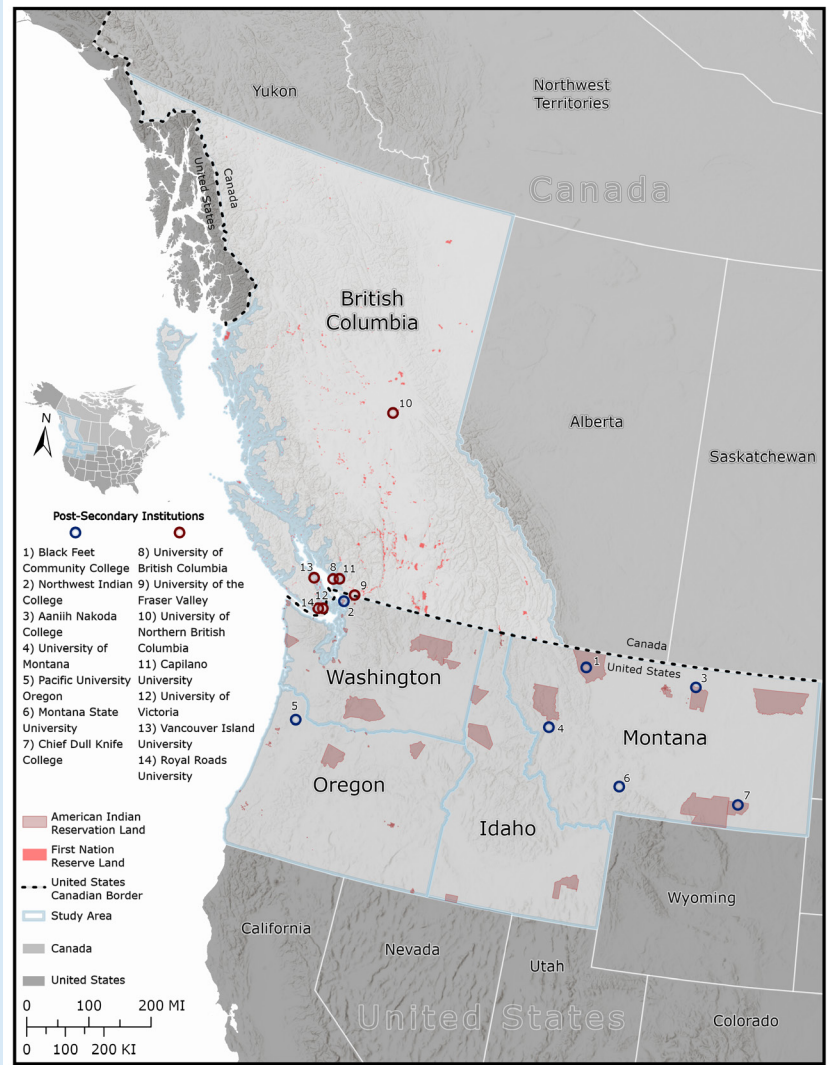 Yukon
Northwest
Territories
Canada
Canada
United States
British
Columbia
10
Alberta
Saskatchewan
N
Post-Secondary Institutions
1) Black Feet
Community College
2) Northwest Indian
College
3) Aaniih Nakoda
College
4) University of
Montana
5) Pacific University
Oregon
6) Montana State
University
7) Chief Dull Knife
College
8) University of
British Columbia
9) University of the
Fraser Valley
10) University of
Northern British
Columbia
11) Capilano
University
12) University of
Victoria
13) Vancouver Island
University
14) Royal Roads
University
13
8
11
9
12
14
2
Canada
United States
1
3
Washington
5
4
Montana
Oregon
6
7
Idaho
American Indian
Reservation Land
First Nation
Reserve Land
United States
Canadian Border
Study Area
Canada
United States
0 100 200 MI
0 100 200 KI
Wyoming
California
Nevada
Utah
United States
Colorado